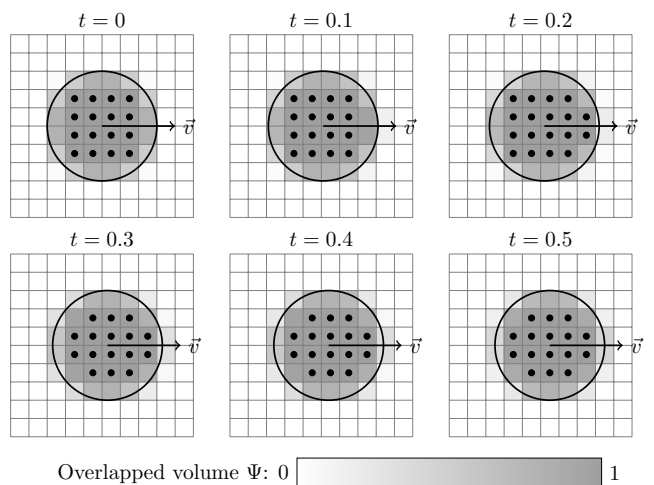 t = 0
t = 0.1
t = 0.2
v⃗
v⃗
v⃗
t = 0.3
t = 0.4
t = 0.5
v⃗
v⃗
v⃗
Overlapped volume Ψ: 0 1